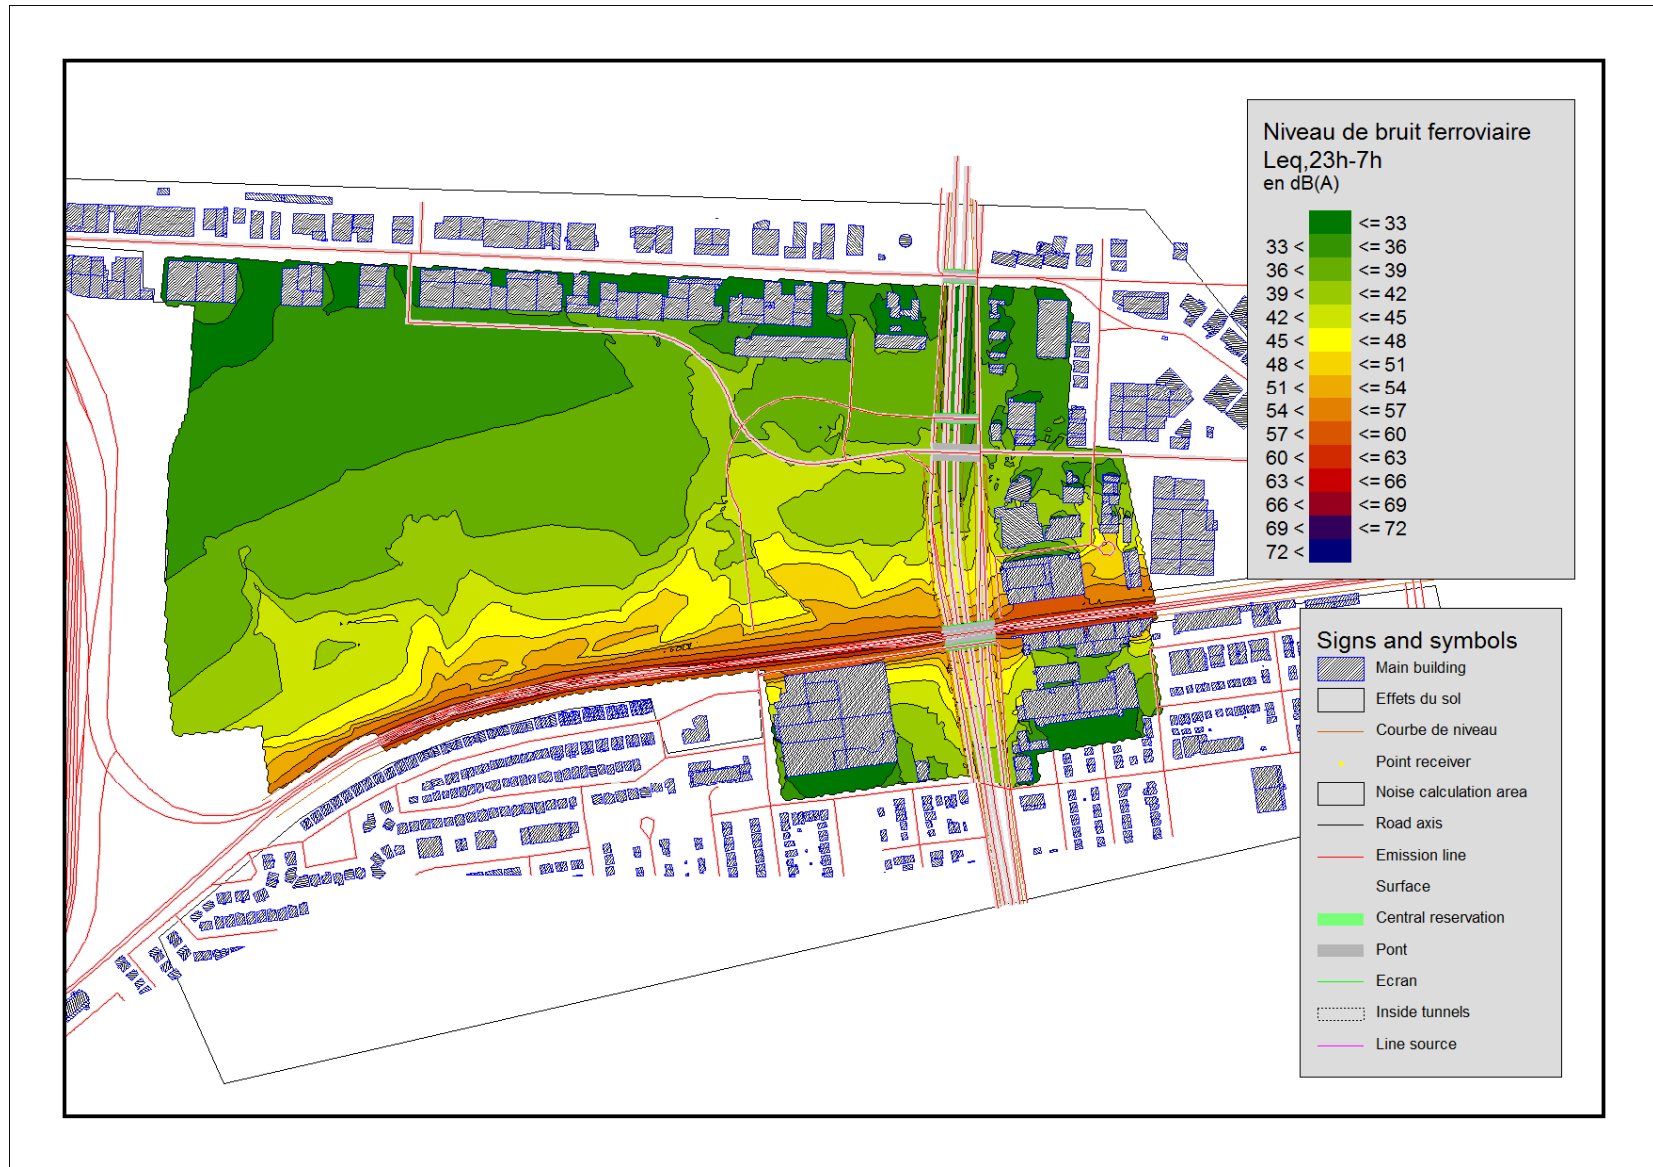 Niveau de bruit ferroviaire
Leq,23h-7h
en dB(A)
<= 33
33 < <= 36
36 < <= 39
39 < <= 42
42 < <= 45
45 < <= 48
48 < <= 51
51 < <= 54
54 < <= 57
57 < <= 60
60 < <= 63
63 < <= 66
66 < <= 69
69 < <= 72
72 <
Signs and symbols
Main building
Effets du sol
Courbe de niveau
Point receiver
Noise calculation area
Road axis
Emission line
Surface
Central reservation
Pont
Ecran
Inside tunnels
Line source